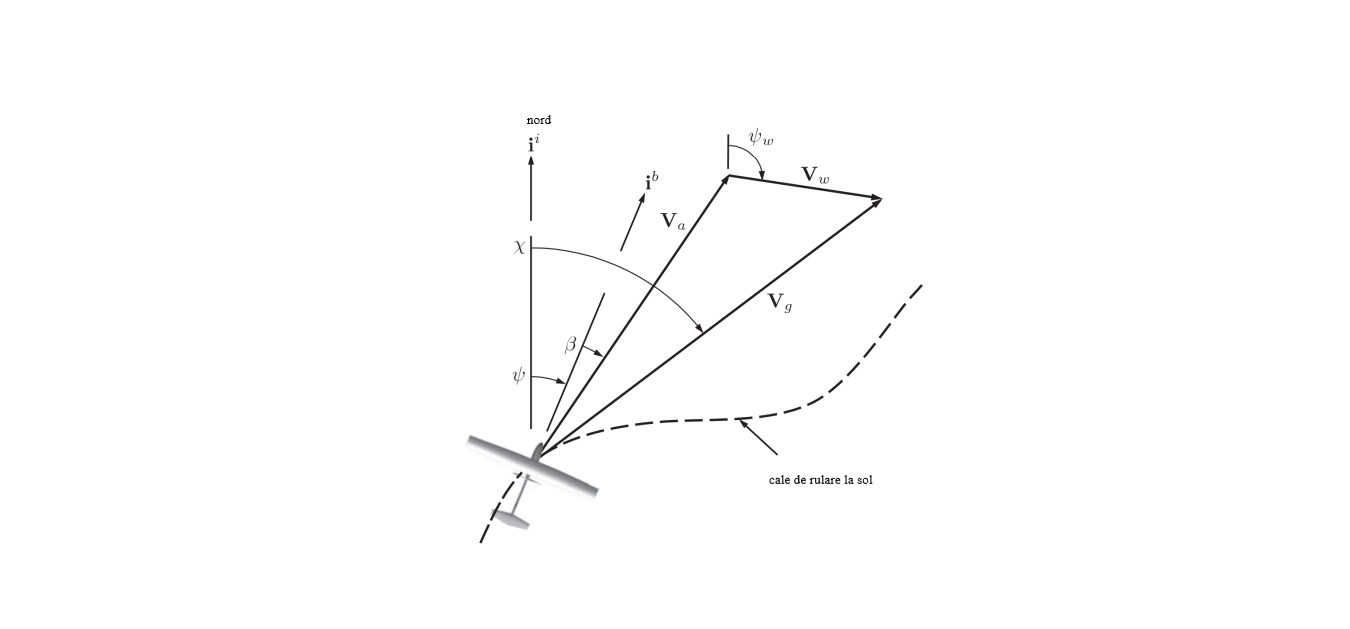 nord
i^i
ψ_w
V_w
i^b
V_a
χ
V_g
β
ψ
cale de rulare la sol